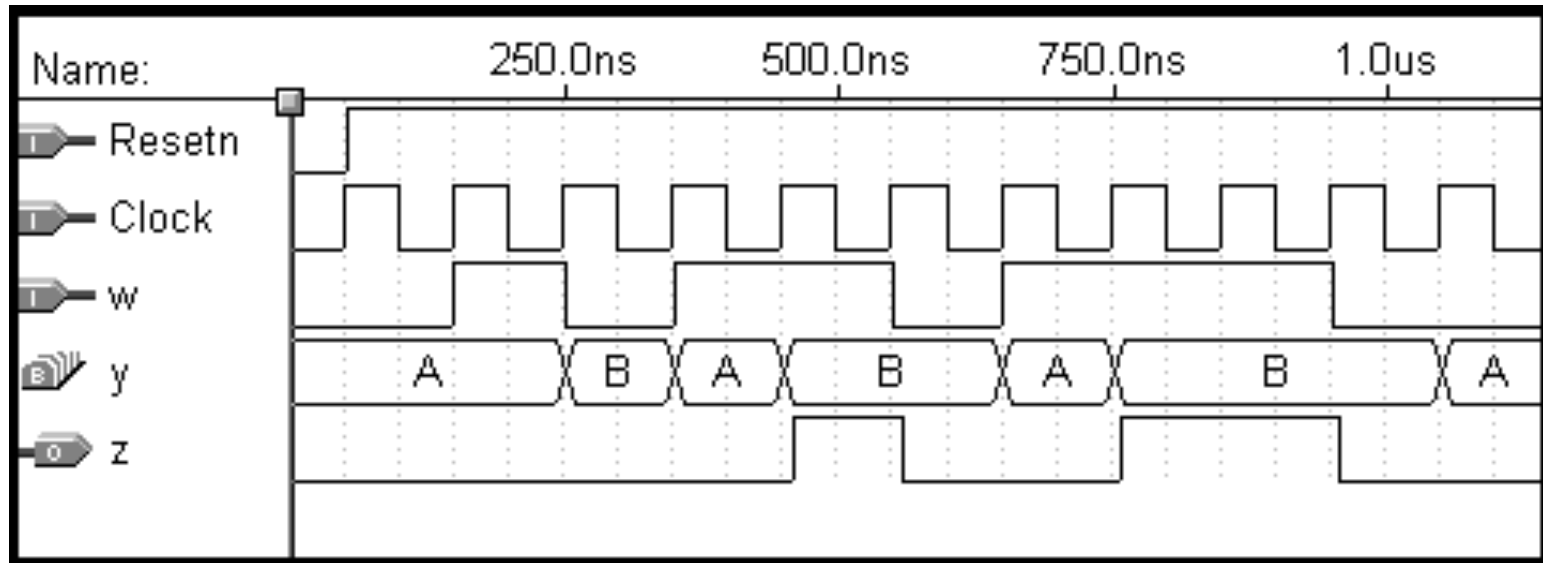 Name: 250.0ns 500.0ns 750.0ns 1.0us
I Resetn
I Clock
I w
B y A B A B A B A
O z